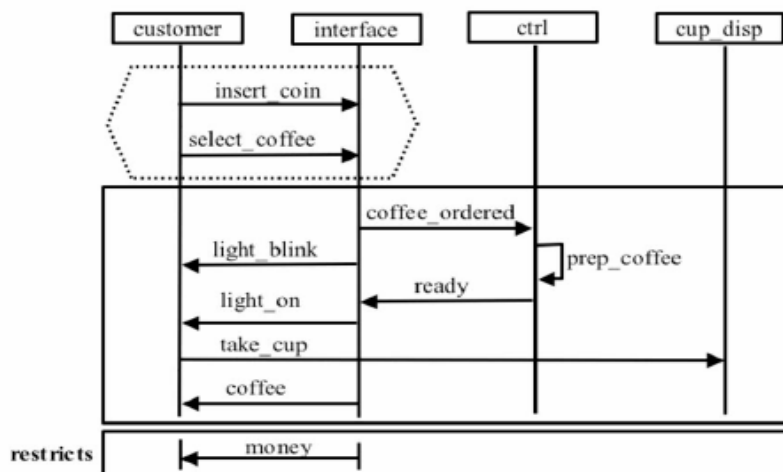 customer interface ctrl cup_disp
insert_coin
select_coffee
coffee_ordered
light_blink
prep_coffee
ready
light_on
take_cup
coffee
restricts money